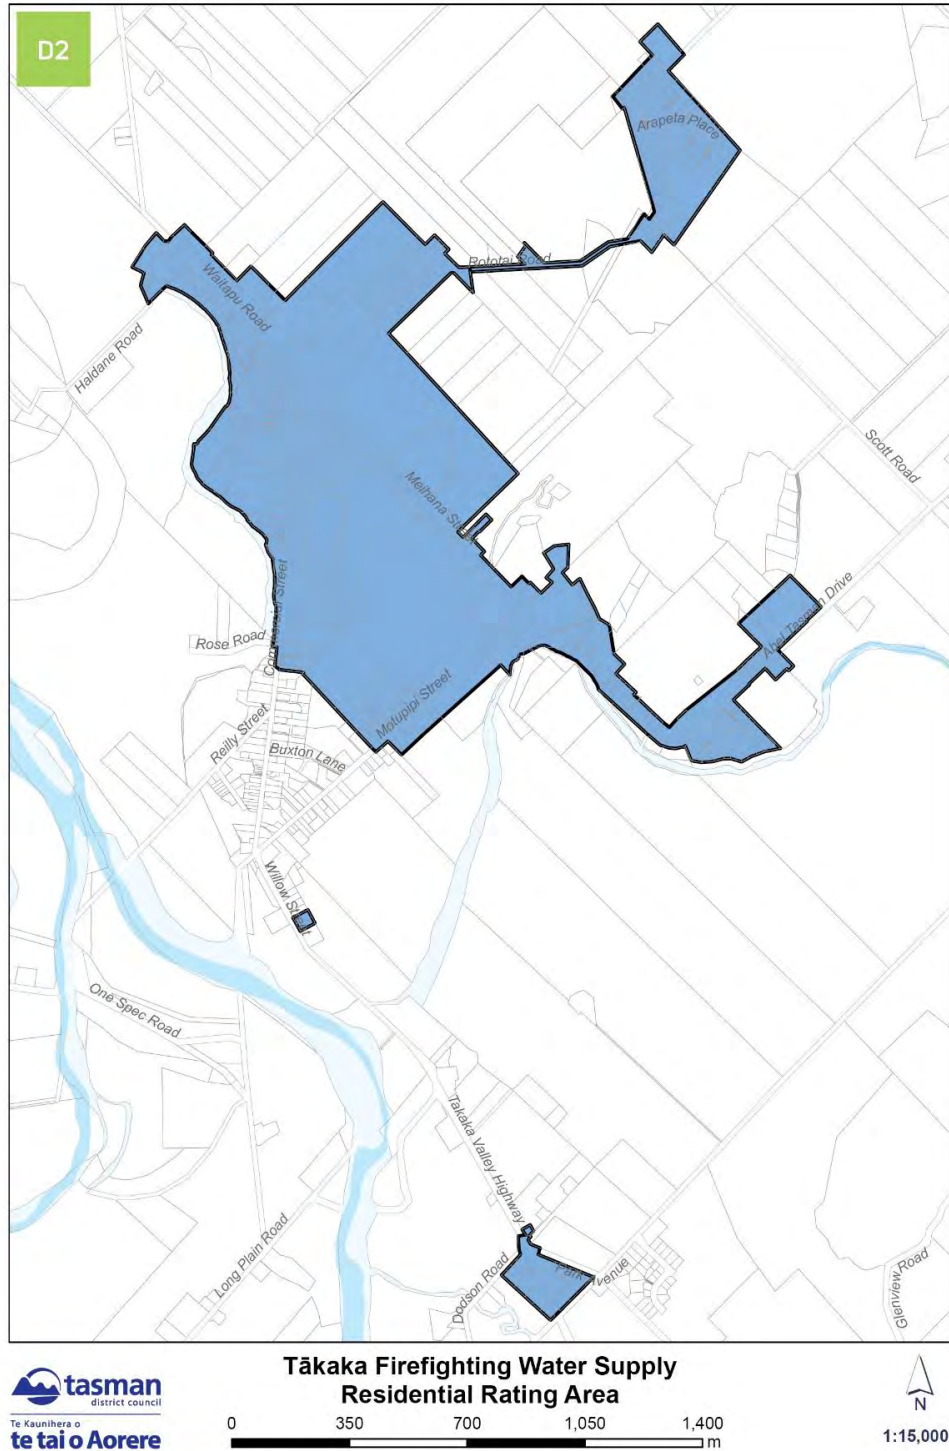 D2
Arapeta Place
Rototai Road
Waitapu Road
Haldane Road
Scott Road
Meihana Street
Abel Tasman Drive
Commercial Street
Rose Road
Motupipi Street
Reilly Street
Buxton Lane
Willow Street
One Spec Road
Takaka Valley Highway
Long Plain Road
Dodson Road
Park Avenue
Glenview Road
tasman
district council
Te Kaunihera o
te tai o Aorere
Tākaka Firefighting Water Supply
Residential Rating Area
0 350 700 1,050 1,400
m
N
1:15,000